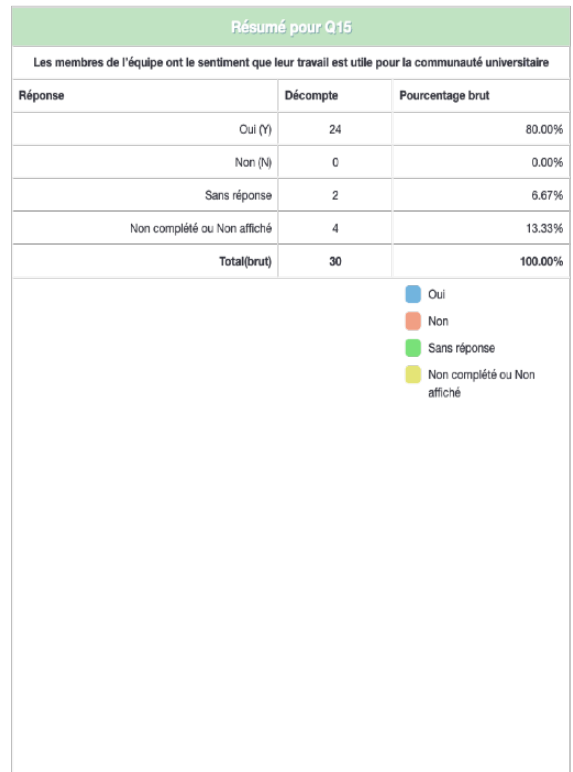 Résumé pour Q15
Les membres de l'équipe ont le sentiment que leur travail est utile pour la communauté universitaire
Réponse Décompte Pourcentage brut
Oui (Y) 24 80.00%
Non (N) 0 0.00%
Sans réponse 2 6.67%
Non complété ou Non affiché 4 13.33%
Total(brut) 30 100.00%
Oui
Non
Sans réponse
Non complété ou Non
affiché